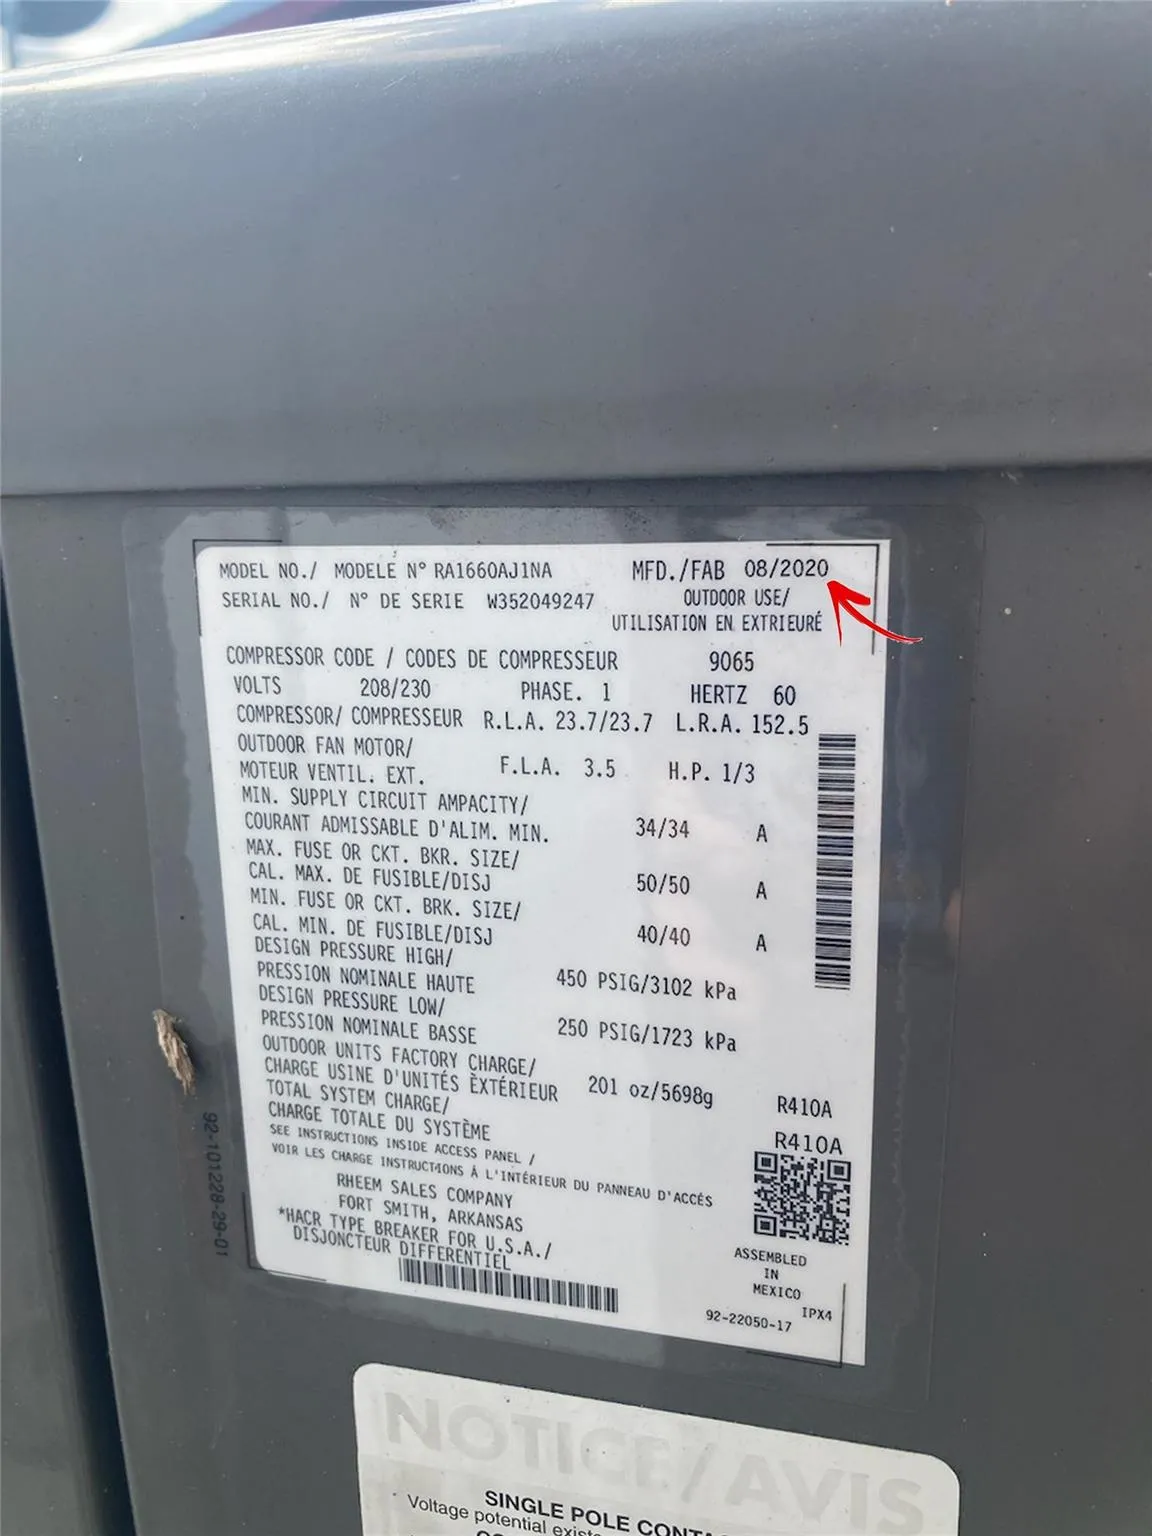 MODEL NO./ MODELE N° RA1660AJ1NA MFD./FAB 08/2020
SERIAL NO./ N° DE SERIE W352049247 OUTDOOR USE/
UTILISATION EN EXTRIEURÉ
COMPRESSOR CODE / CODES DE COMPRESSEUR 9065
VOLTS 208/230 PHASE. 1 HERTZ 60
COMPRESSOR/ COMPRESSEUR R.L.A. 23.7/23.7 L.R.A. 152.5
OUTDOOR FAN MOTOR/
MOTEUR VENTIL. EXT. F.L.A. 3.5 H.P. 1/3
MIN. SUPPLY CIRCUIT AMPACITY/
COURANT ADMISSABLE D'ALIM. MIN. 34/34 A
MAX. FUSE OR CKT. BKR. SIZE/
CAL. MAX. DE FUSIBLE/DISJ 50/50 A
MIN. FUSE OR CKT. BRK. SIZE/
CAL. MIN. DE FUSIBLE/DISJ 40/40 A
DESIGN PRESSURE HIGH/
PRESSION NOMINALE HAUTE 450 PSIG/3102 kPa
DESIGN PRESSURE LOW/
PRESSION NOMINALE BASSE 250 PSIG/1723 kPa
OUTDOOR UNITS FACTORY CHARGE/
CHARGE USINE D'UNITÉS ÈXTÉRIEUR 201 oz/5698g R410A
TOTAL SYSTEM CHARGE/
CHARGE TOTALE DU SYSTÈME R410A
SEE INSTRUCTIONS INSIDE ACCESS PANEL /
VOIR LES CHARGE INSTRUCTIONS Á L'INTÉRIEUR DU PANNEAU D'ACCÉS
RHEEM SALES COMPANY
FORT SMITH, ARKANSAS
*HACR TYPE BREAKER FOR U.S.A./
DISJONCTEUR DIFFERENTIEL
ASSEMBLED
IN
MEXICO
IPX4
92-22050-17
92-101228-29-01
NOTICE/AVIS
SINGLE POLE
Voltage potential